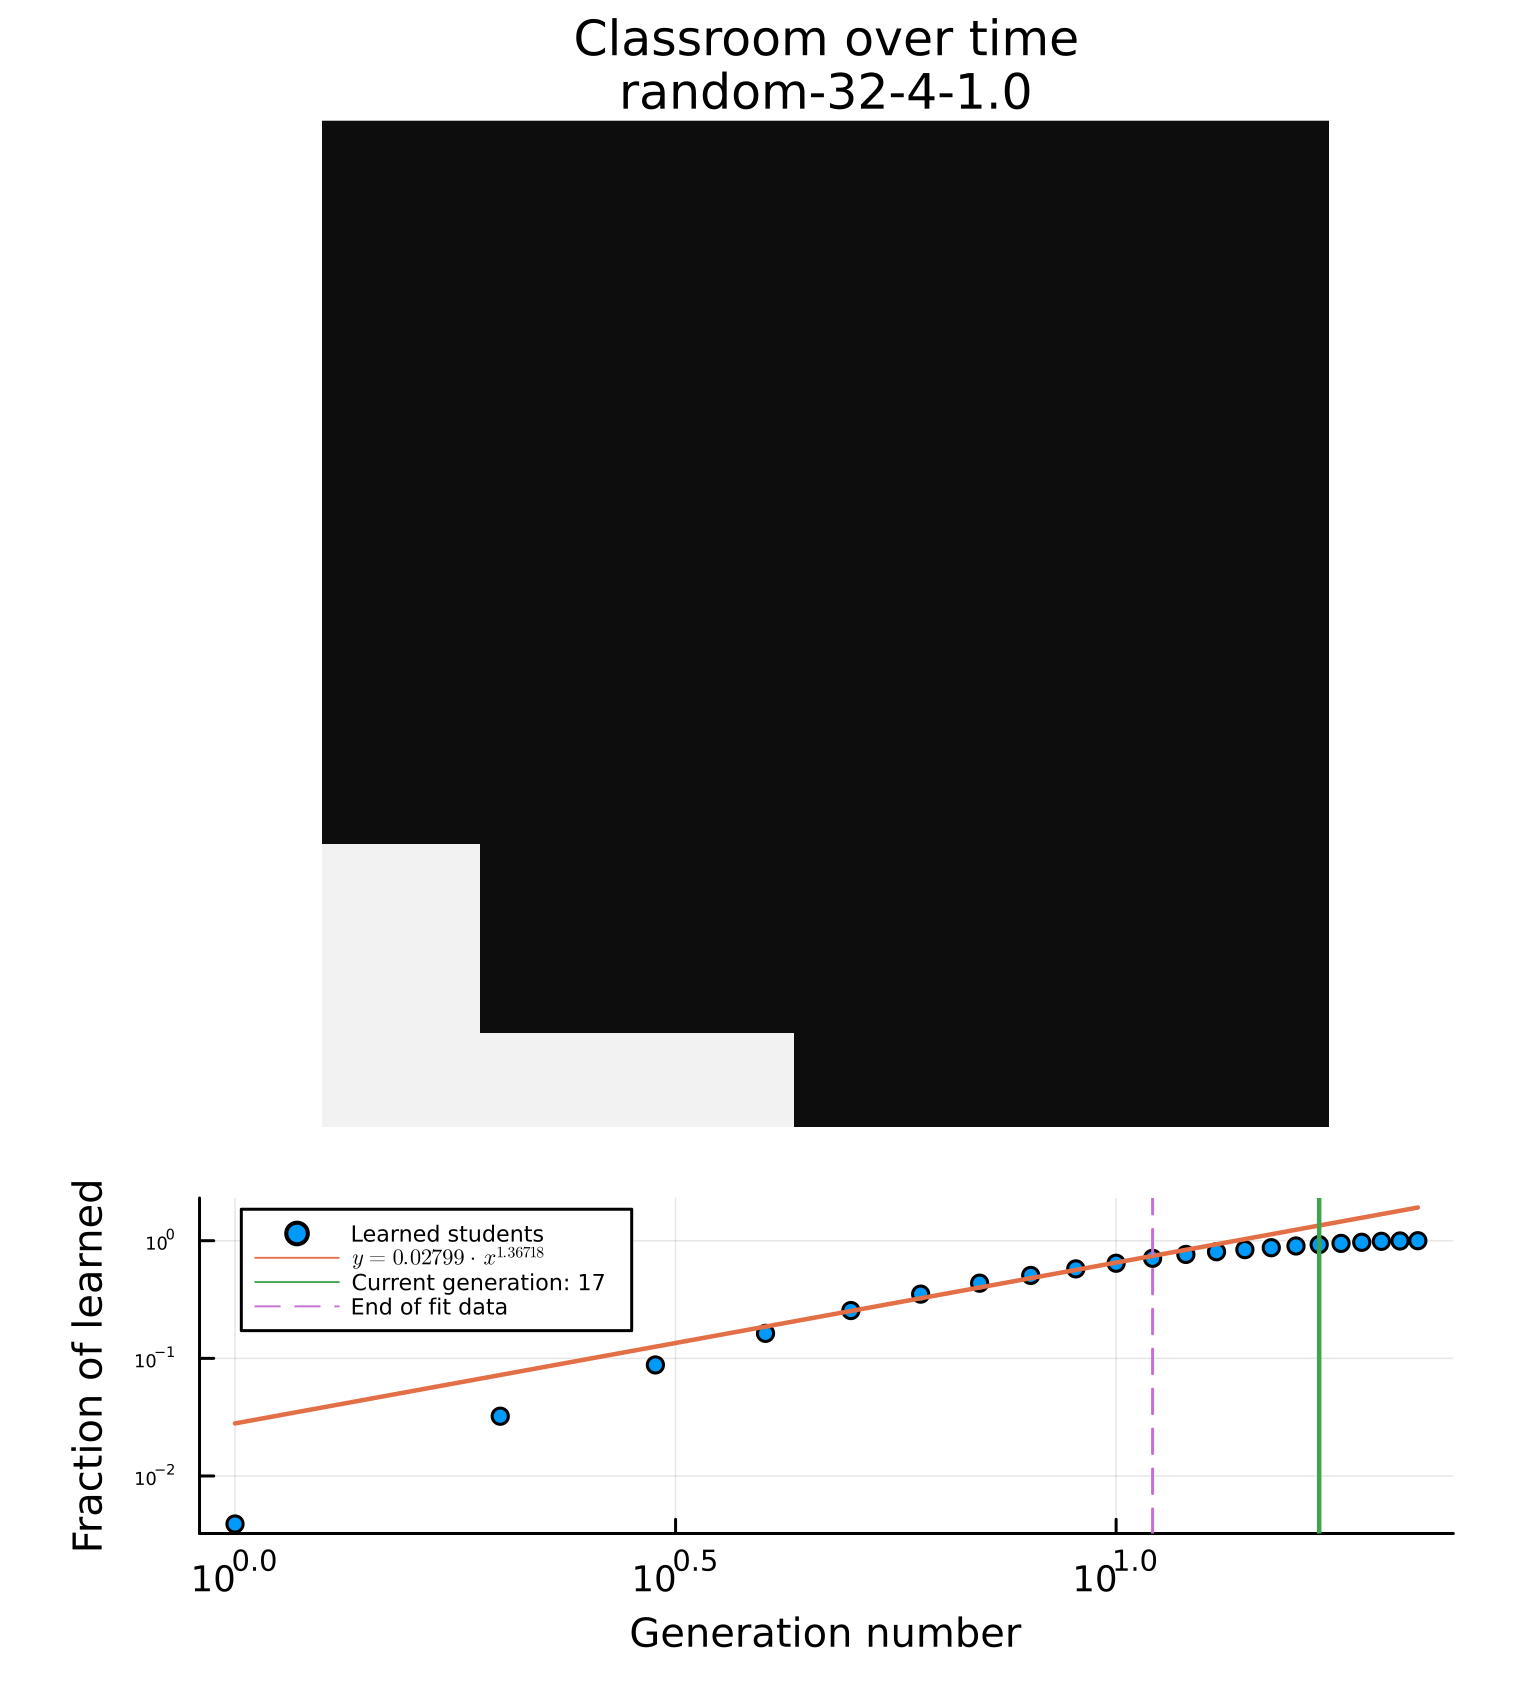 Classroom over time
random-32-4-1.0
Fraction of learned
10^0
10^-1
10^-2
Learned students
y = 0.02799 · x^1.36718
Current generation: 17
End of fit data
10^0.0
10^0.5
10^1.0
Generation number